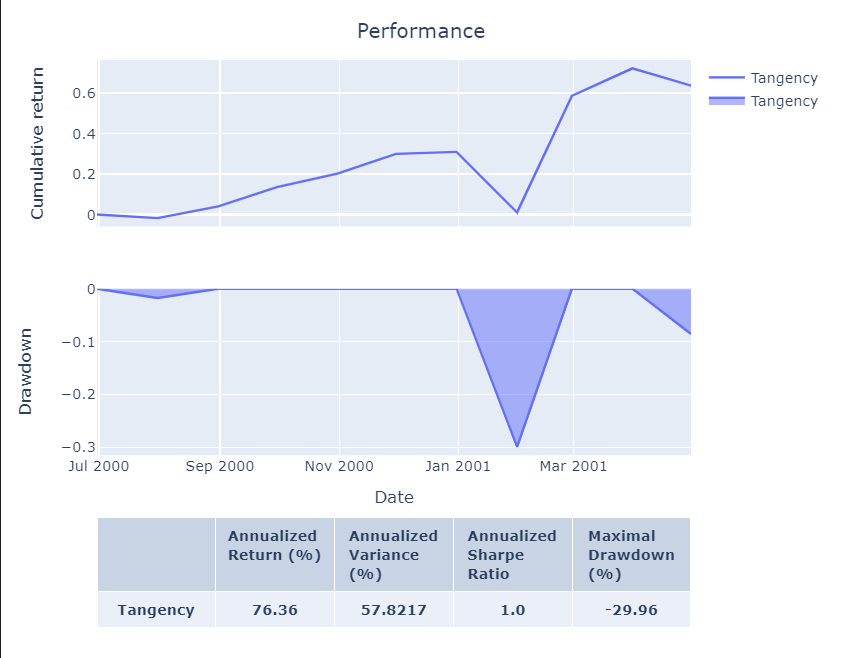 Performance
Cumulative return
0.6
0.4
0.2
0
Tangency
Tangency
Drawdown
0
−0.1
−0.2
−0.3
Jul 2000 Sep 2000 Nov 2000 Jan 2001 Mar 2001
Date
Annualized Annualized Annualized Maximal
Return (%) Variance Sharpe Drawdown
(%) Ratio (%)
Tangency 76.36 57.8217 1.0 -29.96